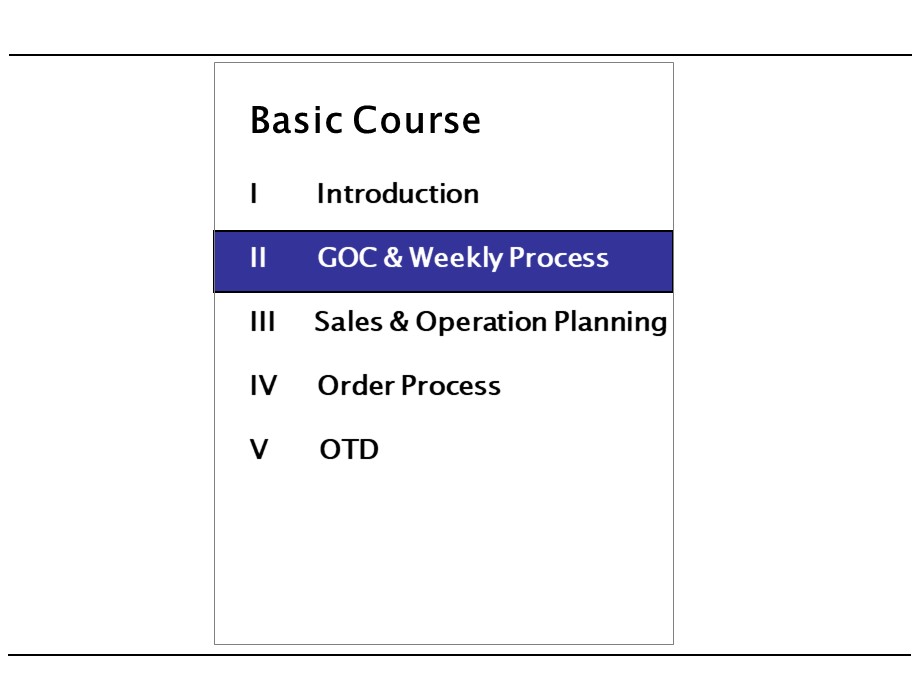 Basic Course
I Introduction
II GOC & Weekly Process
III Sales & Operation Planning
IV Order Process
V OTD